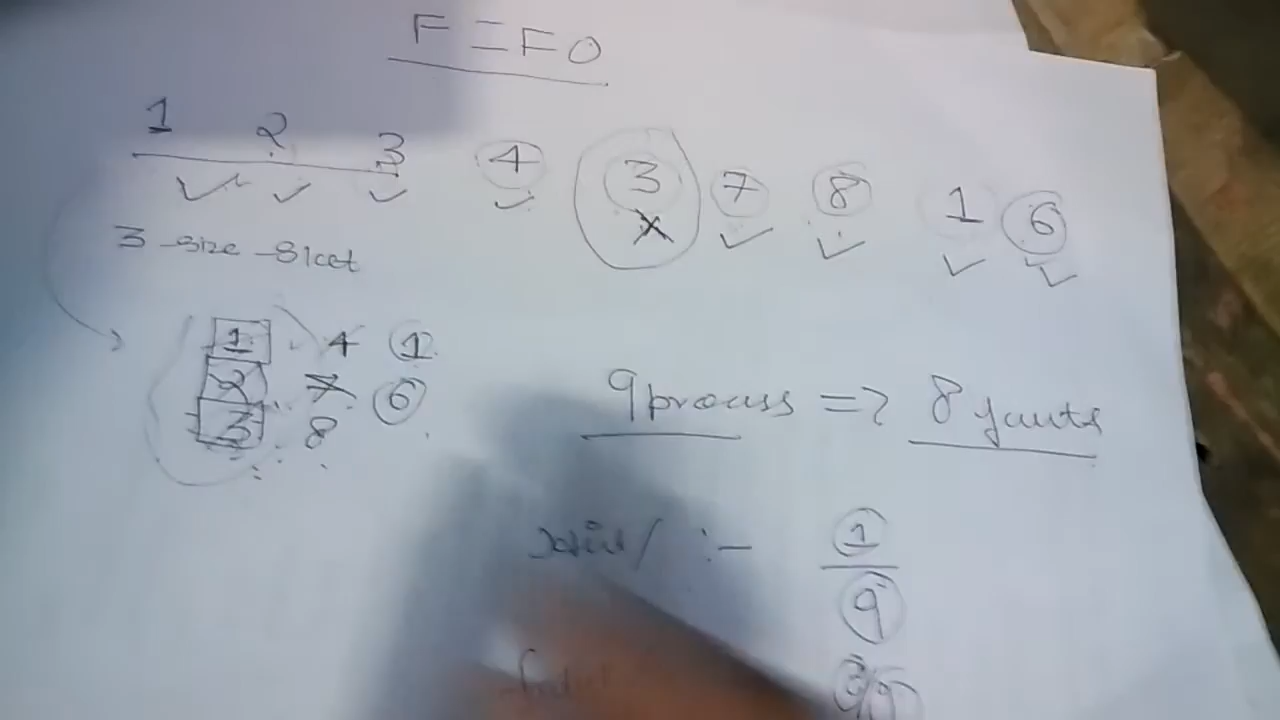 FIFO
1 2 3 4 3 7 8 1 6
3 -size -slot
1 4 1
2 7 6
3 8
9 process => 8 faults
:- 1
9